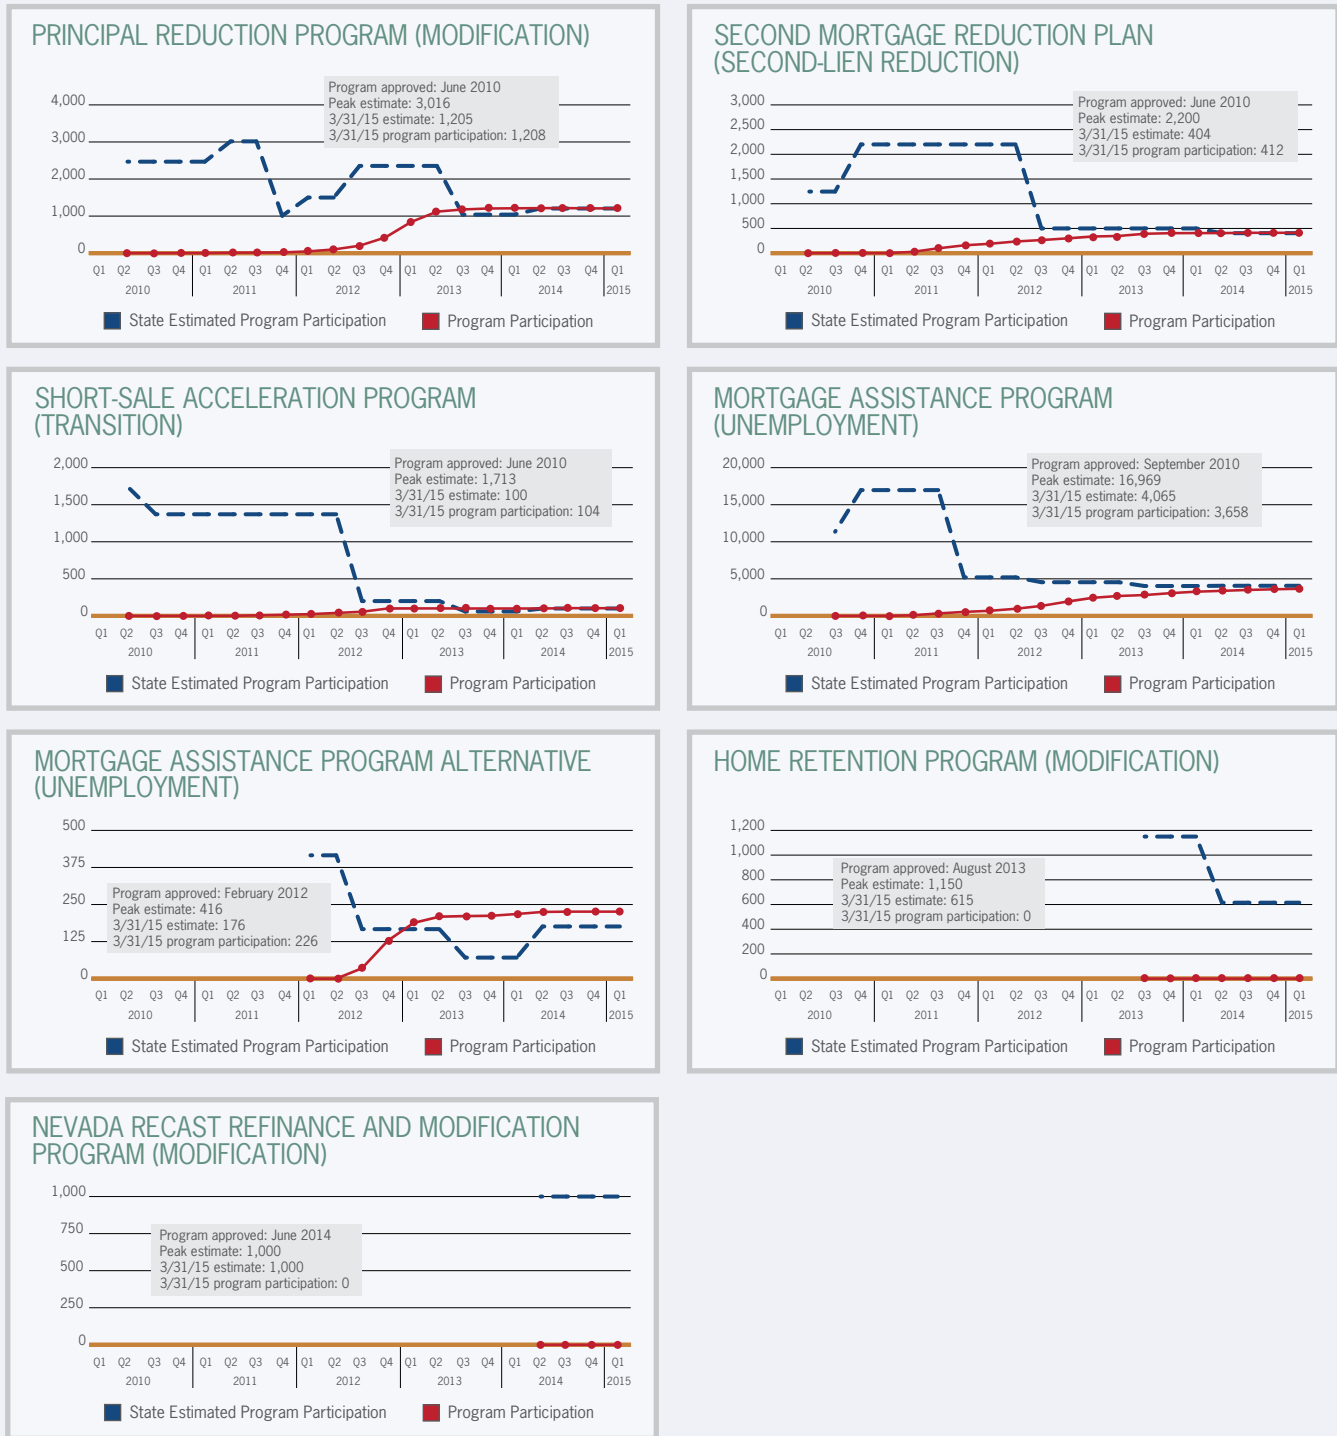 PRINCIPAL REDUCTION PROGRAM (MODIFICATION)
Program approved: June 2010
Peak estimate: 3,016
3/31/15 estimate: 1,205
3/31/15 program participation: 1,208
4,000
3,000
2,000
1,000
0
Q1 Q2 Q3 Q4 Q1 Q2 Q3 Q4 Q1 Q2 Q3 Q4 Q1 Q2 Q3 Q4 Q1 Q2 Q3 Q4 Q1
2010 2011 2012 2013 2014 2015
State Estimated Program Participation Program Participation
SECOND MORTGAGE REDUCTION PLAN
(SECOND-LIEN REDUCTION)
Program approved: June 2010
Peak estimate: 2,200
3/31/15 estimate: 404
3/31/15 program participation: 412
3,000
2,500
2,000
1,500
1,000
500
0
Q1 Q2 Q3 Q4 Q1 Q2 Q3 Q4 Q1 Q2 Q3 Q4 Q1 Q2 Q3 Q4 Q1 Q2 Q3 Q4 Q1
2010 2011 2012 2013 2014 2015
State Estimated Program Participation Program Participation
SHORT-SALE ACCELERATION PROGRAM
(TRANSITION)
Program approved: June 2010
Peak estimate: 1,713
3/31/15 estimate: 100
3/31/15 program participation: 104
2,000
1,500
1,000
500
0
Q1 Q2 Q3 Q4 Q1 Q2 Q3 Q4 Q1 Q2 Q3 Q4 Q1 Q2 Q3 Q4 Q1 Q2 Q3 Q4 Q1
2010 2011 2012 2013 2014 2015
State Estimated Program Participation Program Participation
MORTGAGE ASSISTANCE PROGRAM
(UNEMPLOYMENT)
Program approved: September 2010
Peak estimate: 16,969
3/31/15 estimate: 4,065
3/31/15 program participation: 3,658
20,000
15,000
10,000
5,000
0
Q1 Q2 Q3 Q4 Q1 Q2 Q3 Q4 Q1 Q2 Q3 Q4 Q1 Q2 Q3 Q4 Q1 Q2 Q3 Q4 Q1
2010 2011 2012 2013 2014 2015
State Estimated Program Participation Program Participation
MORTGAGE ASSISTANCE PROGRAM ALTERNATIVE
(UNEMPLOYMENT)
Program approved: February 2012
Peak estimate: 416
3/31/15 estimate: 176
3/31/15 program participation: 226
500
375
250
125
0
Q1 Q2 Q3 Q4 Q1 Q2 Q3 Q4 Q1 Q2 Q3 Q4 Q1 Q2 Q3 Q4 Q1 Q2 Q3 Q4 Q1
2010 2011 2012 2013 2014 2015
State Estimated Program Participation Program Participation
HOME RETENTION PROGRAM (MODIFICATION)
Program approved: August 2013
Peak estimate: 1,150
3/31/15 estimate: 615
3/31/15 program participation: 0
1,200
1,000
800
600
400
200
0
Q1 Q2 Q3 Q4 Q1 Q2 Q3 Q4 Q1 Q2 Q3 Q4 Q1 Q2 Q3 Q4 Q1 Q2 Q3 Q4 Q1
2010 2011 2012 2013 2014 2015
State Estimated Program Participation Program Participation
NEVADA RECAST REFINANCE AND MODIFICATION
PROGRAM (MODIFICATION)
Program approved: June 2014
Peak estimate: 1,000
3/31/15 estimate: 1,000
3/31/15 program participation: 0
1,000
750
500
250
0
Q1 Q2 Q3 Q4 Q1 Q2 Q3 Q4 Q1 Q2 Q3 Q4 Q1 Q2 Q3 Q4 Q1 Q2 Q3 Q4 Q1
2010 2011 2012 2013 2014 2015
State Estimated Program Participation Program Participation